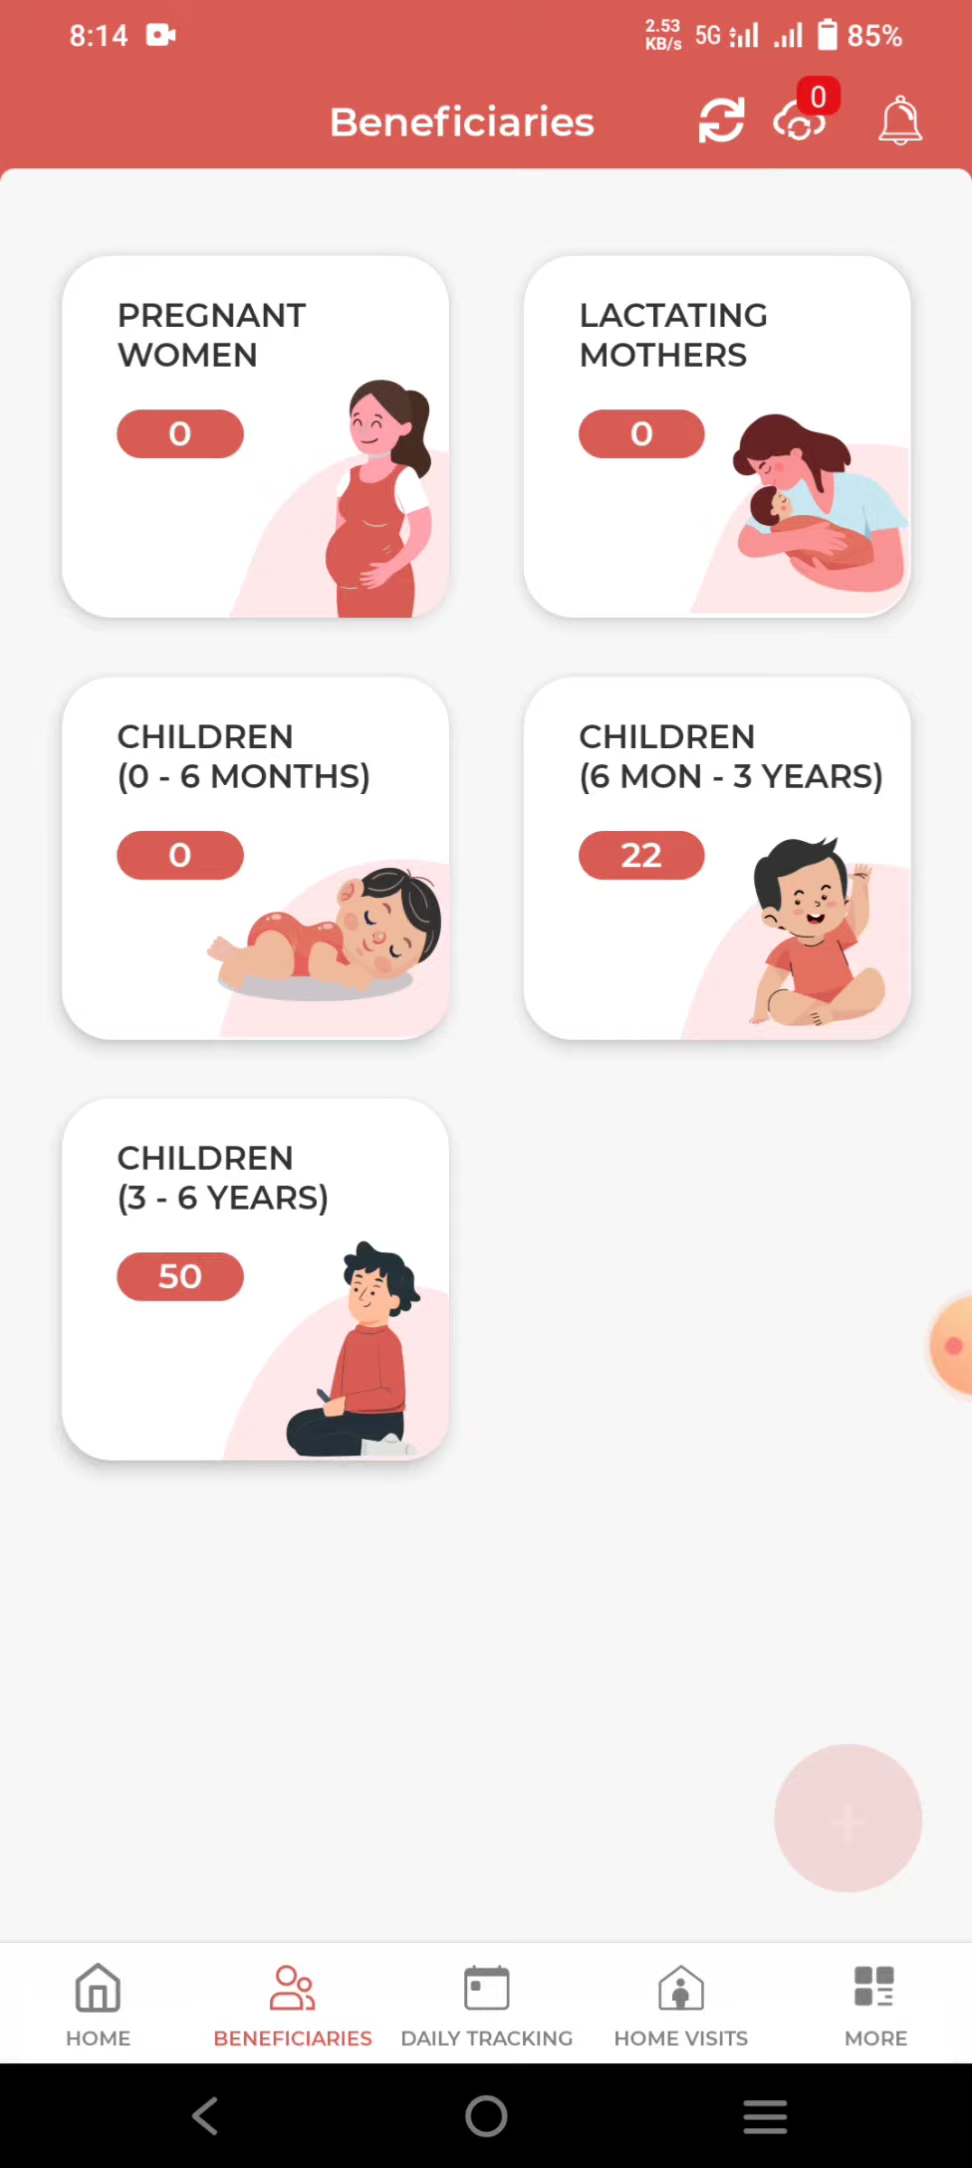 8:14
2.53
KB/s
5G
85%
Beneficiaries
0
PREGNANT
WOMEN
0
LACTATING
MOTHERS
0
CHILDREN
(0 - 6 MONTHS)
0
CHILDREN
(6 MON - 3 YEARS)
22
CHILDREN
(3 - 6 YEARS)
50
+
HOME
BENEFICIARIES
DAILY TRACKING
HOME VISITS
MORE